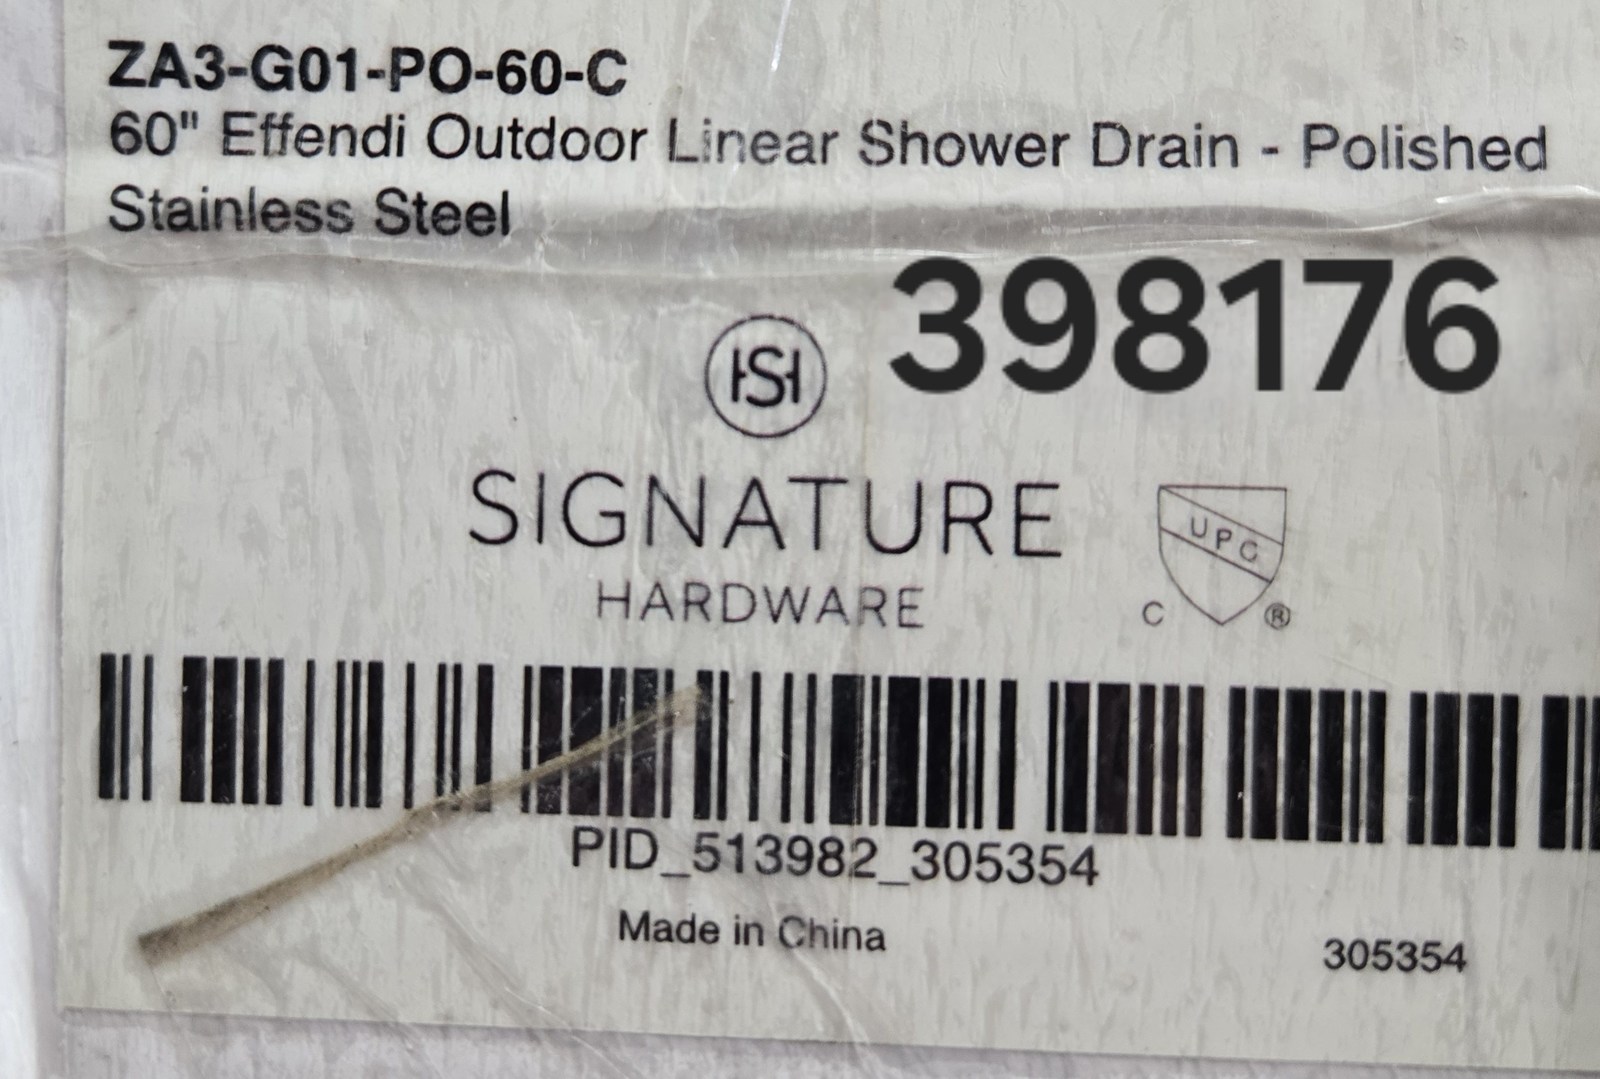 ZA3-G01-PO-60-C
60" Effendi Outdoor Linear Shower Drain - Polished
Stainless Steel
398176
HS
SIGNATURE
HARDWARE
UPC
C ®
PID_513982_305354
Made in China
305354